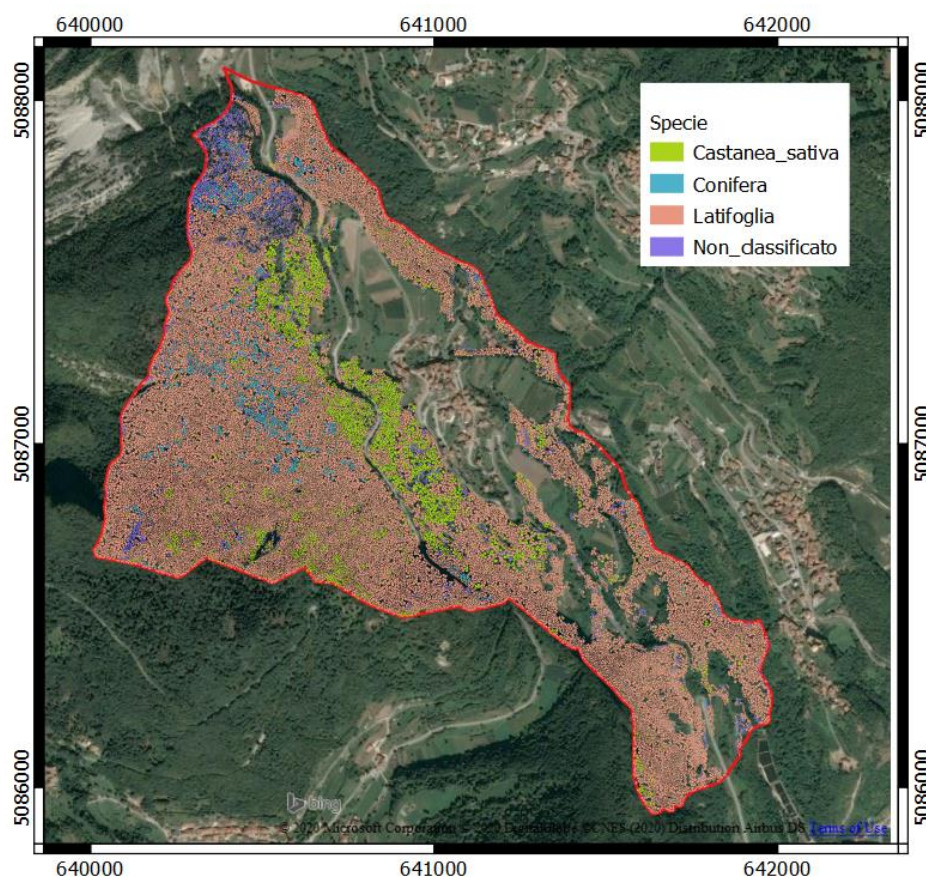 640000 641000 642000
5088000 5088000
Specie
Castanea_sativa
Conifera
Latifoglia
Non_classificato
5087000 5087000
5086000 5086000
bing
© 2020 Microsoft Corporation © 2020 DigitalGlobe ©CNES (2020) Distribution Airbus DS Terms of Use
640000 641000 642000